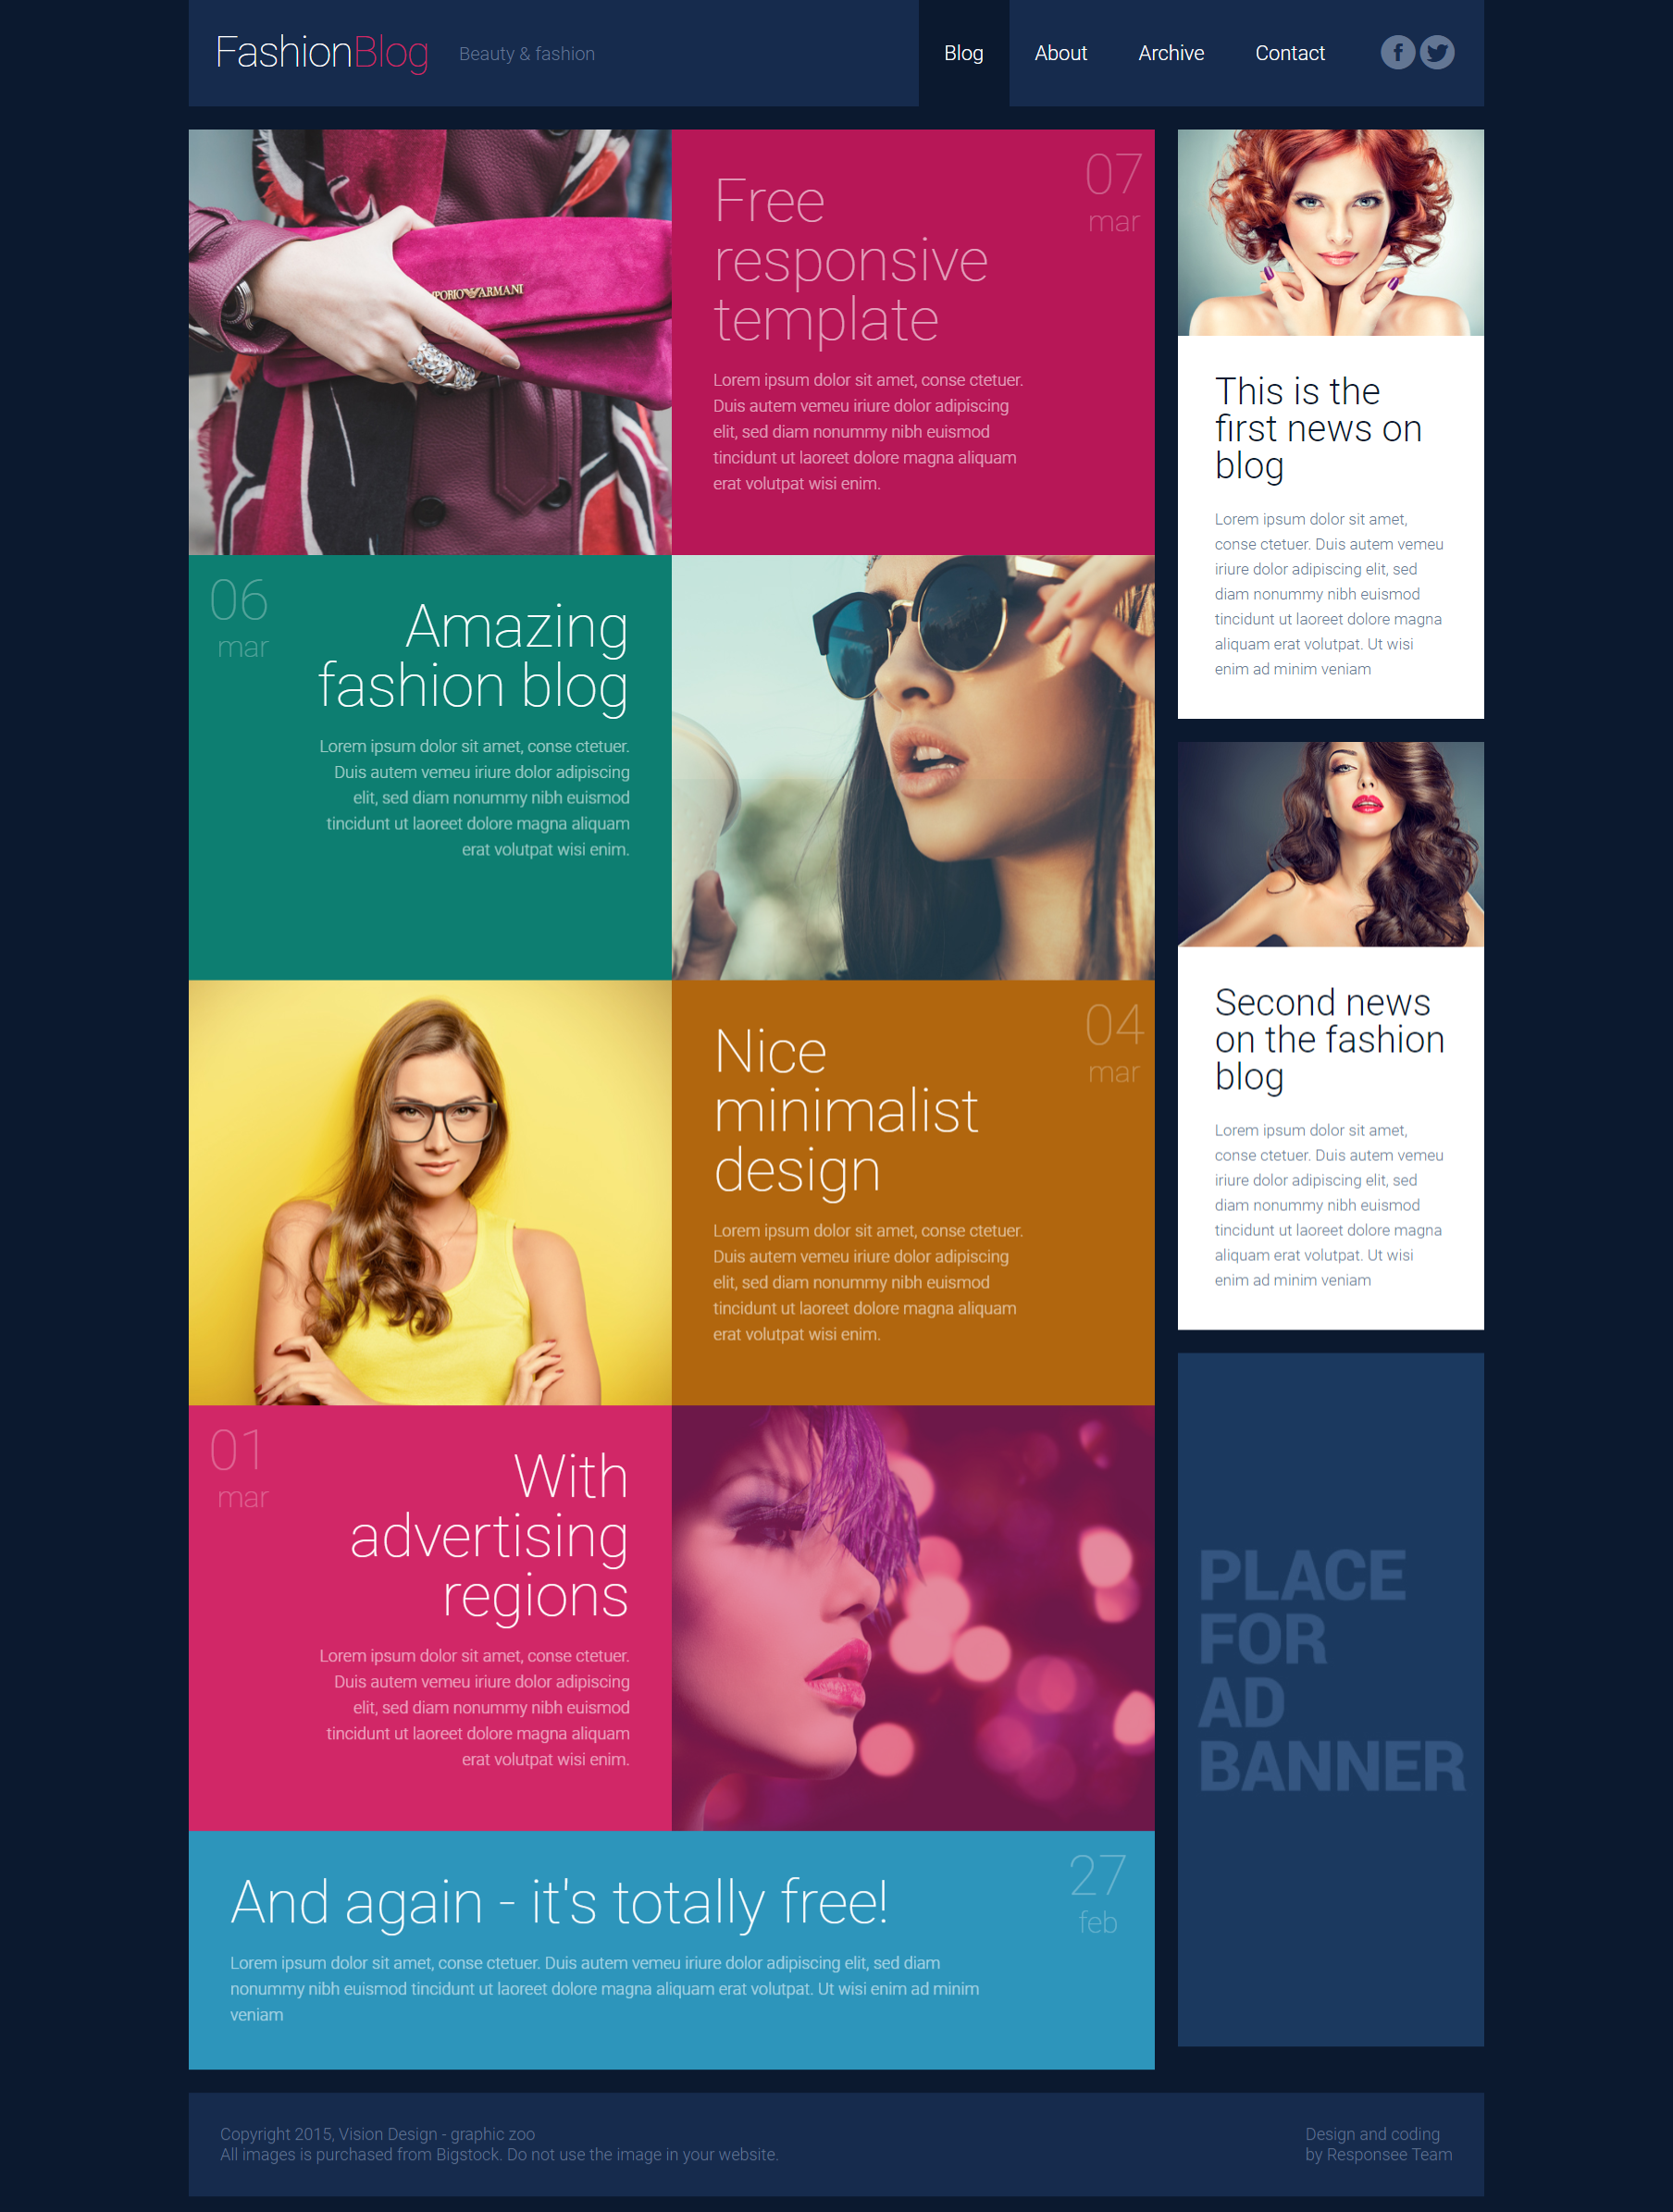 FashionBlog
Beauty & fashion
Blog
About
Archive
Contact
EMPORIO ARMANI
Free
responsive
template
07
mar
Lorem ipsum dolor sit amet, conse ctetuer.
Duis autem vemeu iriure dolor adipiscing
elit, sed diam nonummy nibh euismod
tincidunt ut laoreet dolore magna aliquam
erat volutpat wisi enim.
06
mar
Amazing
fashion blog
Lorem ipsum dolor sit amet, conse ctetuer.
Duis autem vemeu iriure dolor adipiscing
elit, sed diam nonummy nibh euismod
tincidunt ut laoreet dolore magna aliquam
erat volutpat wisi enim.
Nice
minimalist
design
04
mar
Lorem ipsum dolor sit amet, conse ctetuer.
Duis autem vemeu iriure dolor adipiscing
elit, sed diam nonummy nibh euismod
tincidunt ut laoreet dolore magna aliquam
erat volutpat wisi enim.
01
mar
With
advertising
regions
Lorem ipsum dolor sit amet, conse ctetuer.
Duis autem vemeu iriure dolor adipiscing
elit, sed diam nonummy nibh euismod
tincidunt ut laoreet dolore magna aliquam
erat volutpat wisi enim.
And again - it's totally free!
27
feb
Lorem ipsum dolor sit amet, conse ctetuer. Duis autem vemeu iriure dolor adipiscing elit, sed diam
nonummy nibh euismod tincidunt ut laoreet dolore magna aliquam erat volutpat. Ut wisi enim ad minim
veniam
This is the
first news on
blog
Lorem ipsum dolor sit amet,
conse ctetuer. Duis autem vemeu
iriure dolor adipiscing elit, sed
diam nonummy nibh euismod
tincidunt ut laoreet dolore magna
aliquam erat volutpat. Ut wisi
enim ad minim veniam
Second news
on the fashion
blog
Lorem ipsum dolor sit amet,
conse ctetuer. Duis autem vemeu
iriure dolor adipiscing elit, sed
diam nonummy nibh euismod
tincidunt ut laoreet dolore magna
aliquam erat volutpat. Ut wisi
enim ad minim veniam
PLACE
FOR
AD
BANNER
Copyright 2015, Vision Design - graphic zoo
All images is purchased from Bigstock. Do not use the image in your website.
Design and coding
by Responsee Team